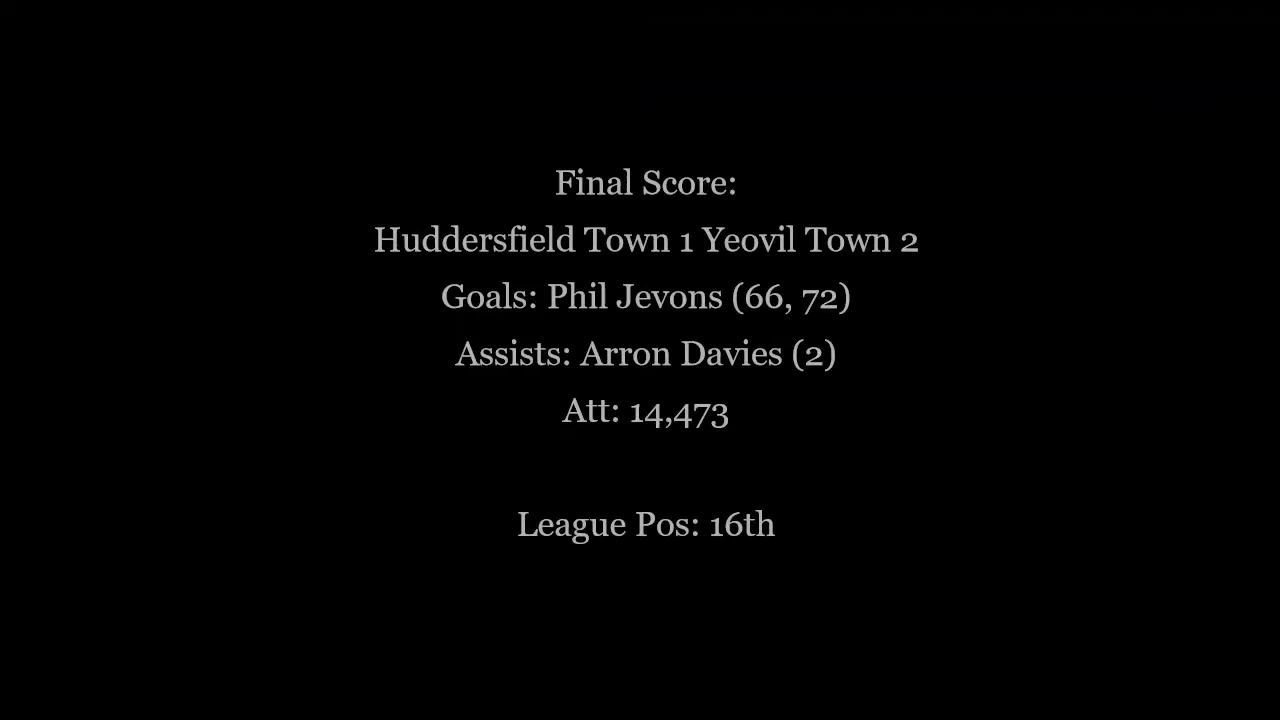 Final Score:
Huddersfield Town 1 Yeovil Town 2
Goals: Phil Jevons (66, 72)
Assists: Arron Davies (2)
Att: 14,473
League Pos: 16th